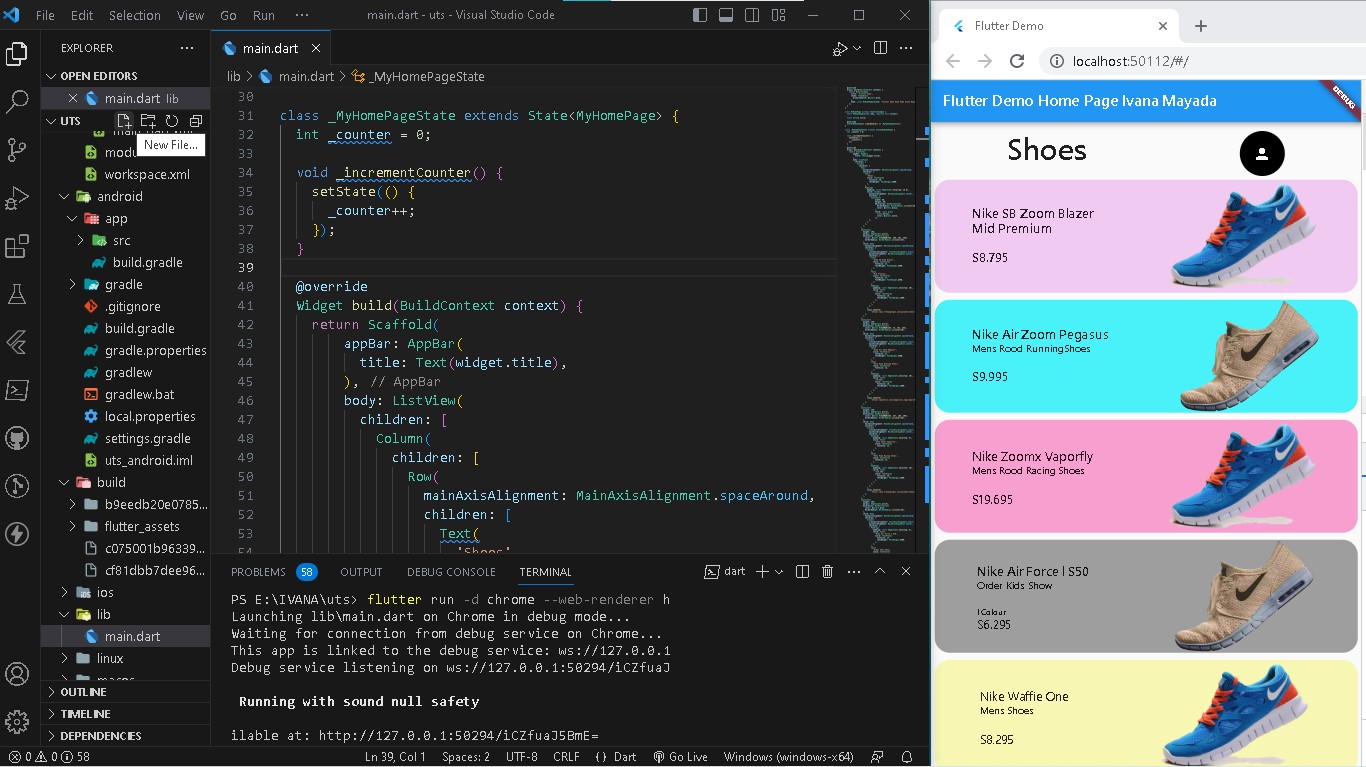 File Edit Selection View Go Run ··· main.dart - uts - Visual Studio Code
EXPLORER
OPEN EDITORS
main.dart lib
UTS
New File...
workspace.xml
android
app
src
build.gradle
gradle
.gitignore
build.gradle
gradle.properties
gradlew
gradlew.bat
local.properties
settings.gradle
uts_android.iml
build
b9eedb20c6785...
flutter_assets
c075001b96339...
cf81dbb7dee96...
ios
lib
main.dart
linux
OUTLINE
TIMELINE
DEPENDENCIES
main.dart
lib > main.dart > _MyHomePageState
30
31 class _MyHomePageState extends State<MyHomePage> {
32 int _counter = 0;
33
34 void _incrementCounter() {
35 setState(() {
36 _counter++;
37 });
38 }
39
40 @override
41 Widget build(BuildContext context) {
42 return Scaffold(
43 appBar: AppBar(
44 title: Text(widget.title),
45 ), // AppBar
46 body: ListView(
47 children: [
48 Column(
49 children: [
50 Row(
51 mainAxisAlignment: MainAxisAlignment.spaceAround,
52 children: [
53 Text(
54 'Shoes'
PROBLEMS 58 OUTPUT DEBUG CONSOLE TERMINAL dart
PS E:\IVANA\uts> flutter run -d chrome --web-renderer h
Launching lib\main.dart on Chrome in debug mode...
Waiting for connection from debug service on Chrome...
This app is linked to the debug service: ws://127.0.0.1
Debug service listening on ws://127.0.0.1:50294/iCZfuaJ
Running with sound null safety
ilable at: http://127.0.0.1:50294/iCZfuaJ5BmE=
0 0 58 Ln 39, Col 1 Spaces: 2 UTF-8 CRLF {} Dart Go Live Windows (windows-x64)
Flutter Demo
localhost:50112/#/
Flutter Demo Home Page Ivana Mayada
DEBUG
Shoes
Nike SB Zoom Blazer
Mid Premium
$8.795
Nike Air Zoom Pegasus
Mens Rood RunningShoes
$9.995
Nike Zoomx Vaporfly
Mens Rood Racing Shoes
$19.695
Nike Air Force I S50
Order Kids Show
I Colour
$6.295
Nike Waffie One
Mens Shoes
$8.295